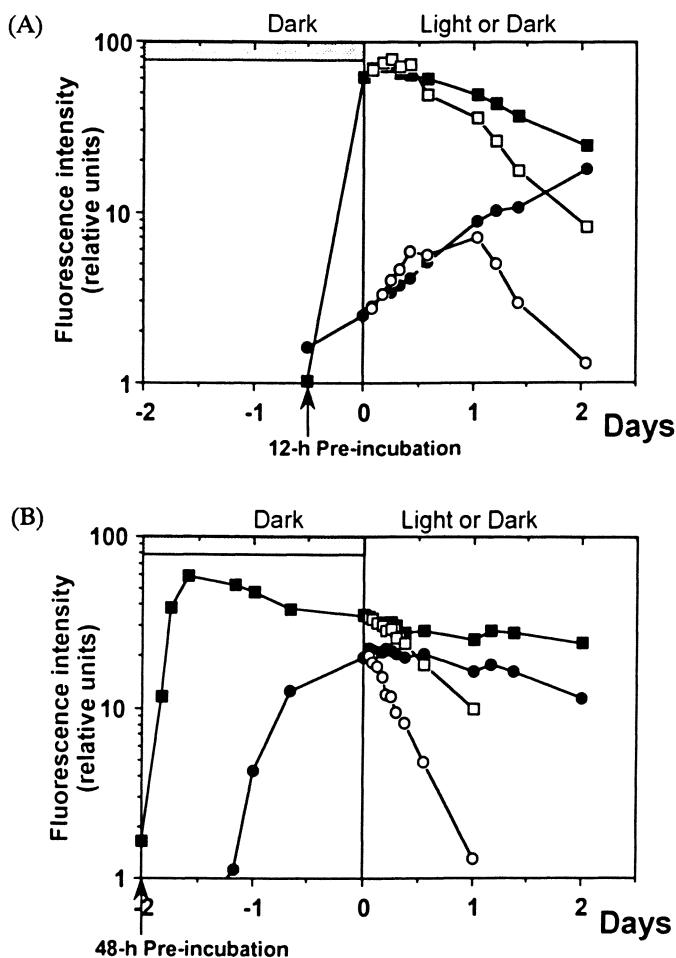 (A)
Dark Light or Dark
Fluorescence intensity
(relative units)
100
10
1
-2 -1 0 1 2 Days
12-h Pre-incubation
(B)
Dark Light or Dark
Fluorescence intensity
(relative units)
100
10
1
-2 -1 0 1 2 Days
48-h Pre-incubation